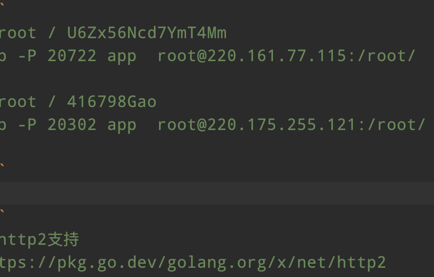 `
root / U6Zx56Ncd7YmT4Mm
p -P 20722 app  root@220.161.77.115:/root/
root / 416798Gao
p -P 20302 app  root@220.175.255.121:/root/
`
`
http2支持
tps://pkg.go.dev/golang.org/x/net/http2